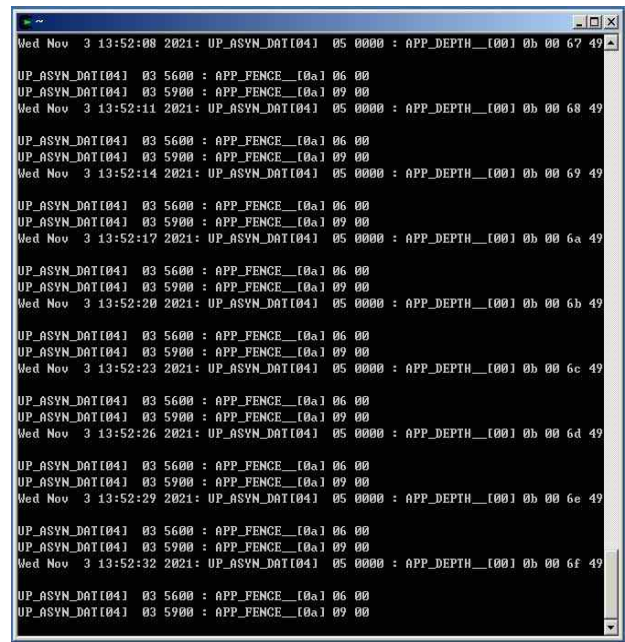 ~
Wed Nov  3 13:52:08 2021: UP_ASYN_DAT[04]  05 0000 : APP_DEPTH__[00] 0b 00 67 49
UP_ASYN_DAT[04]  03 5600 : APP_FENCE__[0a] 06 00
UP_ASYN_DAT[04]  03 5900 : APP_FENCE__[0a] 09 00
Wed Nov  3 13:52:11 2021: UP_ASYN_DAT[04]  05 0000 : APP_DEPTH__[00] 0b 00 68 49
UP_ASYN_DAT[04]  03 5600 : APP_FENCE__[0a] 06 00
UP_ASYN_DAT[04]  03 5900 : APP_FENCE__[0a] 09 00
Wed Nov  3 13:52:14 2021: UP_ASYN_DAT[04]  05 0000 : APP_DEPTH__[00] 0b 00 69 49
UP_ASYN_DAT[04]  03 5600 : APP_FENCE__[0a] 06 00
UP_ASYN_DAT[04]  03 5900 : APP_FENCE__[0a] 09 00
Wed Nov  3 13:52:17 2021: UP_ASYN_DAT[04]  05 0000 : APP_DEPTH__[00] 0b 00 6a 49
UP_ASYN_DAT[04]  03 5600 : APP_FENCE__[0a] 06 00
UP_ASYN_DAT[04]  03 5900 : APP_FENCE__[0a] 09 00
Wed Nov  3 13:52:20 2021: UP_ASYN_DAT[04]  05 0000 : APP_DEPTH__[00] 0b 00 6b 49
UP_ASYN_DAT[04]  03 5600 : APP_FENCE__[0a] 06 00
UP_ASYN_DAT[04]  03 5900 : APP_FENCE__[0a] 09 00
Wed Nov  3 13:52:23 2021: UP_ASYN_DAT[04]  05 0000 : APP_DEPTH__[00] 0b 00 6c 49
UP_ASYN_DAT[04]  03 5600 : APP_FENCE__[0a] 06 00
UP_ASYN_DAT[04]  03 5900 : APP_FENCE__[0a] 09 00
Wed Nov  3 13:52:26 2021: UP_ASYN_DAT[04]  05 0000 : APP_DEPTH__[00] 0b 00 6d 49
UP_ASYN_DAT[04]  03 5600 : APP_FENCE__[0a] 06 00
UP_ASYN_DAT[04]  03 5900 : APP_FENCE__[0a] 09 00
Wed Nov  3 13:52:29 2021: UP_ASYN_DAT[04]  05 0000 : APP_DEPTH__[00] 0b 00 6e 49
UP_ASYN_DAT[04]  03 5600 : APP_FENCE__[0a] 06 00
UP_ASYN_DAT[04]  03 5900 : APP_FENCE__[0a] 09 00
Wed Nov  3 13:52:32 2021: UP_ASYN_DAT[04]  05 0000 : APP_DEPTH__[00] 0b 00 6f 49
UP_ASYN_DAT[04]  03 5600 : APP_FENCE__[0a] 06 00
UP_ASYN_DAT[04]  03 5900 : APP_FENCE__[0a] 09 00